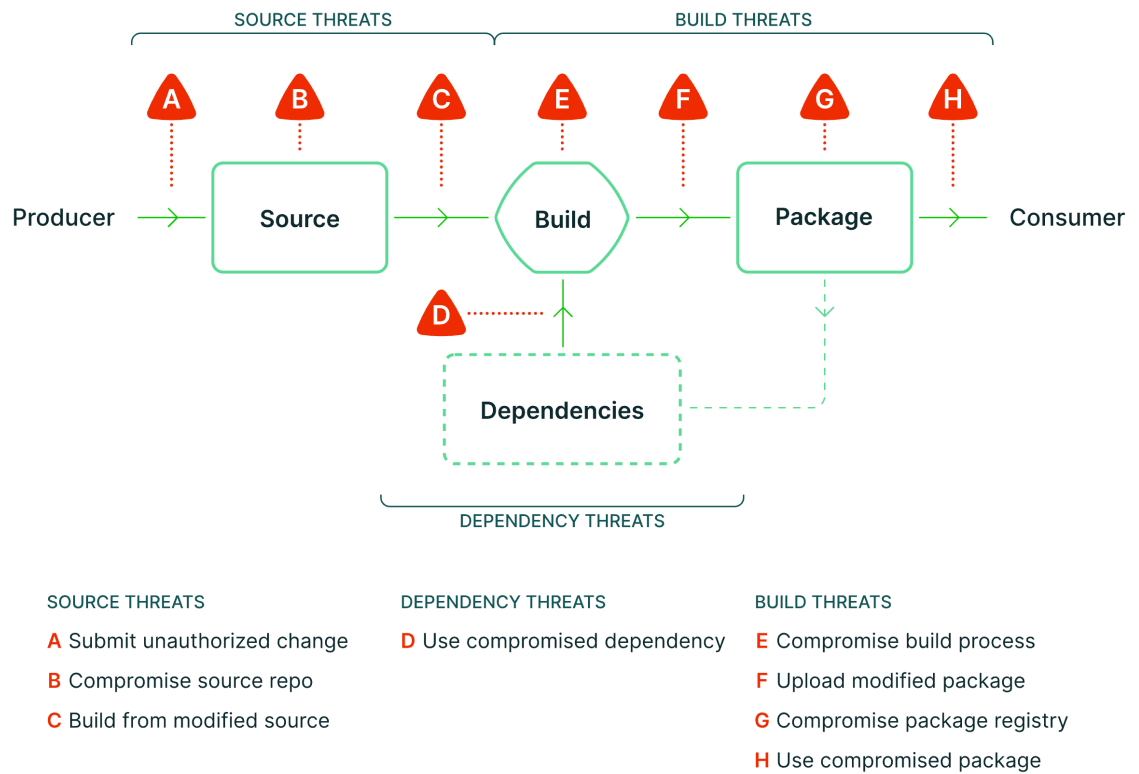 SOURCE THREATS
BUILD THREATS
A
B
C
E
F
G
H
Producer
Source
Build
Package
Consumer
D
Dependencies
DEPENDENCY THREATS
SOURCE THREATS
A Submit unauthorized change
B Compromise source repo
C Build from modified source
DEPENDENCY THREATS
D Use compromised dependency
BUILD THREATS
E Compromise build process
F Upload modified package
G Compromise package registry
H Use compromised package